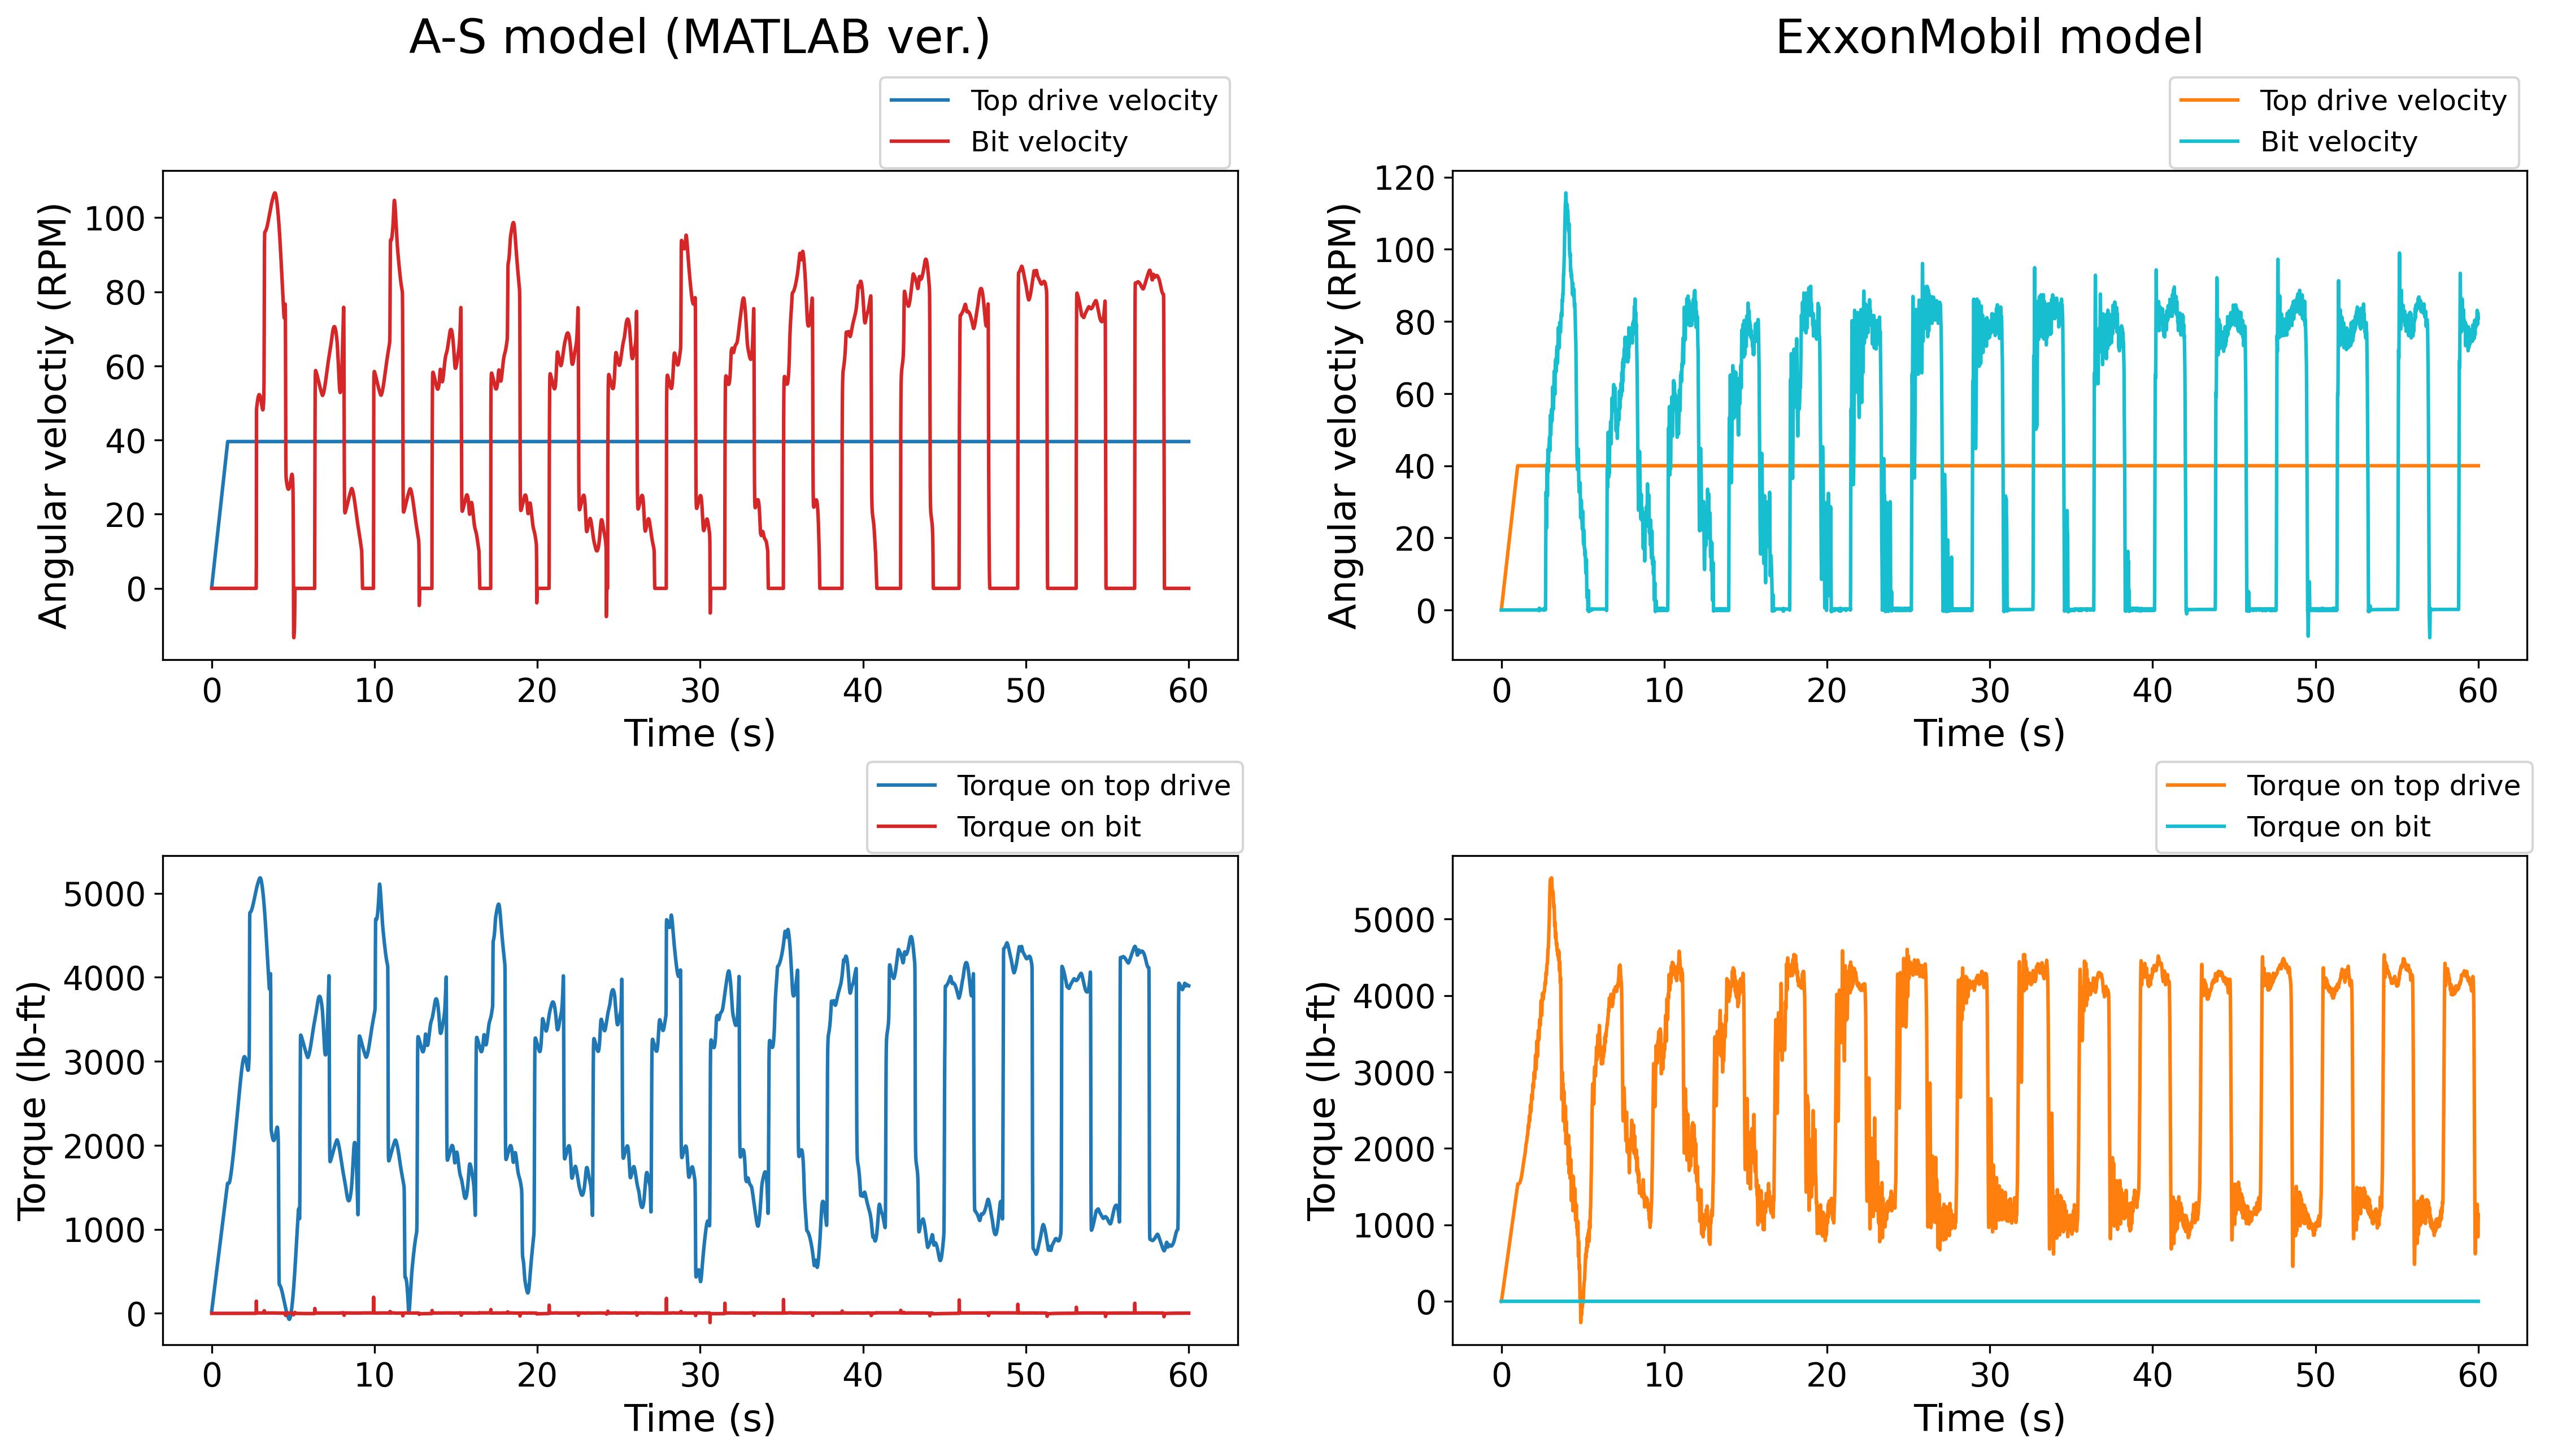 A-S model (MATLAB ver.)
Top drive velocity
Bit velocity
Angular veloctiy (RPM)
100
80
60
40
20
0
0 10 20 30 40 50 60
Time (s)
ExxonMobil model
Top drive velocity
Bit velocity
Angular veloctiy (RPM)
120
100
80
60
40
20
0
0 10 20 30 40 50 60
Time (s)
Torque on top drive
Torque on bit
Torque (lb-ft)
5000
4000
3000
2000
1000
0
0 10 20 30 40 50 60
Time (s)
Torque on top drive
Torque on bit
Torque (lb-ft)
5000
4000
3000
2000
1000
0
0 10 20 30 40 50 60
Time (s)